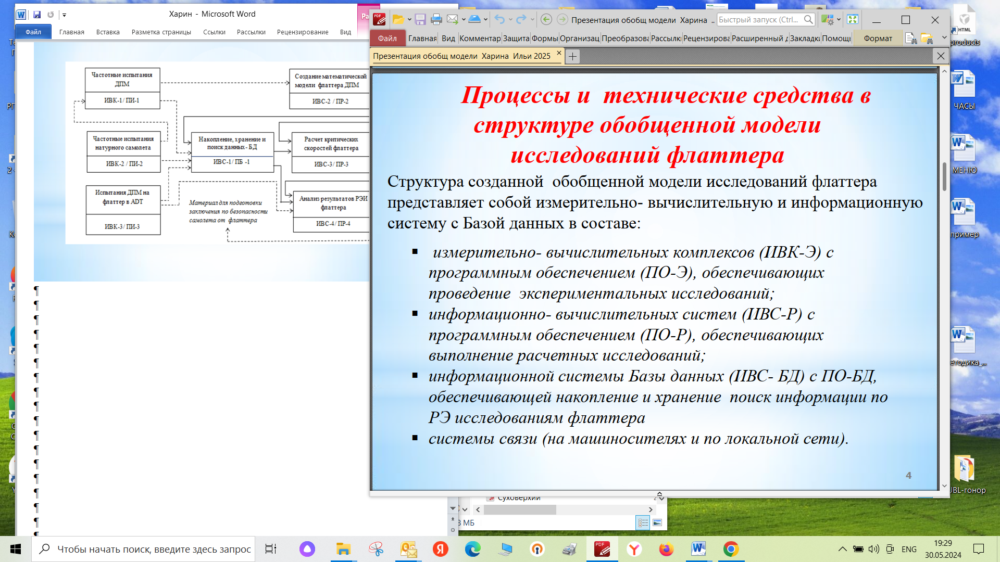 Харин - Microsoft Word
Файл
Главная
Вставка
Разметка страницы
Ссылки
Рассылки
Рецензирование
Вид
Частотные испытания
ДПМ
ИВК-1/ ПИ-1
Создание математической
модели флаттера ДПМ
ИВС-2 / ПР-2
Частотные испытания
натурного самолета
ИВК-2 / ПИ-2
Накопление, хранение и
поиск данных - БД
ИВС-1/ ПБ -1
Расчет критических
скоростей флаттера
ИВС-3/ ПР-3
Испытания ДПМ на
флаттер в ADT
ИВК-3/ ПИ-3
Материал для подготовки
заключения по безопасности
самолета от флаттера
Анализ результатов РЭИ
флаттера
ИВС-4/ ПР-4
Презентация обобщ модели Харина ..
Быстрый запуск (Ctrl...
Файл
Главная
Вид
Комментар
Защита
Формы
Организац
Преобразова
Рассылки
Рецензирова
Расширенный
Закладки
Помощь
Формат
Презентация обобщ модели Харина Ильи 2025
Процессы и технические средства в
структуре обобщенной модели
исследований флаттера
Структура созданной обобщенной модели исследований флаттера
представляет собой измерительно- вычислительную и информационную
систему с Базой данных в составе:
▪ измерительно- вычислительных комплексов (ИВК-Э) с
программным обеспечением (ПО-Э), обеспечивающих
проведение экспериментальных исследований;
▪ информационно- вычислительных систем (ИВС-Р) с
программным обеспечением (ПО-Р), обеспечивающих
выполнение расчетных исследований;
▪ информационной системы Базы данных (ИВС- БД) с ПО-БД,
обеспечивающей накопление и хранение поиск информации по
РЭ исследованиям флаттера
▪ системы связи (на машиносителях и по локальной сети).
4
Суховерхий
3 МБ
products
ЧАСЫ
МЕНЮ
пример
етодика_...
JBL-гонор
Чтобы начать поиск, введите здесь запрос
ENG
19:29
30.05.2024